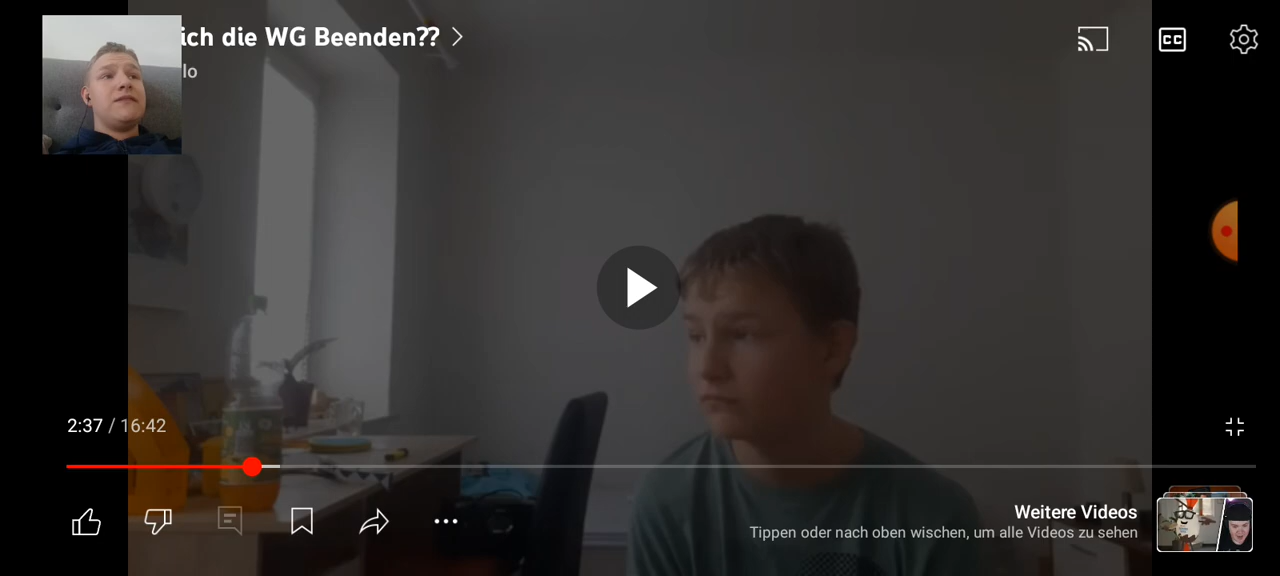 ich die WG Beenden??
lo
CC
2:37 / 16:42
Weitere Videos
Tippen oder nach oben wischen, um alle Videos zu sehen